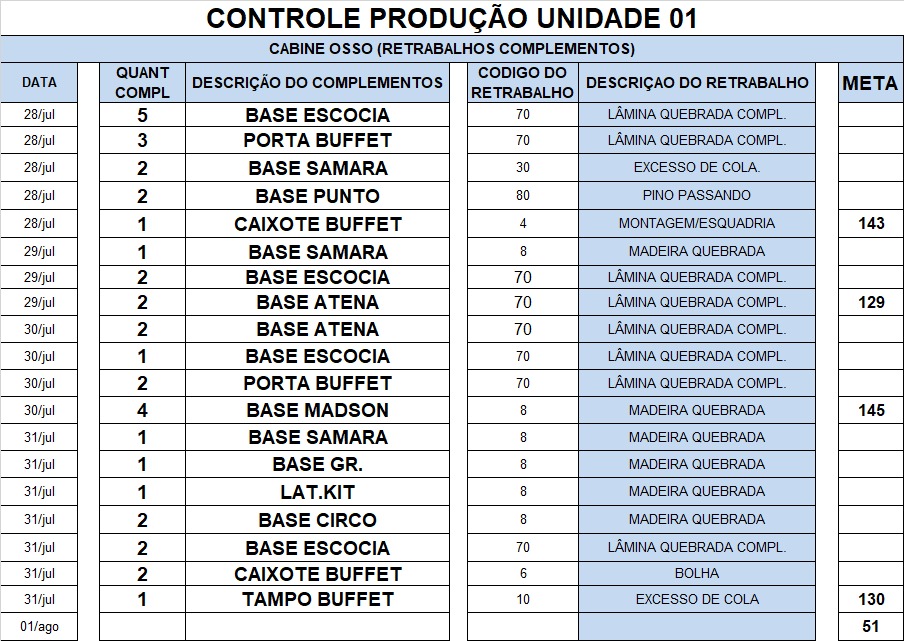 CONTROLE PRODUÇÃO UNIDADE 01
CABINE OSSO (RETRABALHOS COMPLEMENTOS)
DATA QUANT COMPL DESCRIÇÃO DO COMPLEMENTOS CODIGO DO RETRABALHO DESCRIÇAO DO RETRABALHO META
28/jul 5 BASE ESCOCIA 70 LÂMINA QUEBRADA COMPL.
28/jul 3 PORTA BUFFET 70 LÂMINA QUEBRADA COMPL.
28/jul 2 BASE SAMARA 30 EXCESSO DE COLA.
28/jul 2 BASE PUNTO 80 PINO PASSANDO
28/jul 1 CAIXOTE BUFFET 4 MONTAGEM/ESQUADRIA 143
29/jul 1 BASE SAMARA 8 MADEIRA QUEBRADA
29/jul 2 BASE ESCOCIA 70 LÂMINA QUEBRADA COMPL.
29/jul 2 BASE ATENA 70 LÂMINA QUEBRADA COMPL. 129
30/jul 2 BASE ATENA 70 LÂMINA QUEBRADA COMPL.
30/jul 1 BASE ESCOCIA 70 LÂMINA QUEBRADA COMPL.
30/jul 2 PORTA BUFFET 70 LÂMINA QUEBRADA COMPL.
30/jul 4 BASE MADSON 8 MADEIRA QUEBRADA 145
31/jul 1 BASE SAMARA 8 MADEIRA QUEBRADA
31/jul 1 BASE GR. 8 MADEIRA QUEBRADA
31/jul 1 LAT.KIT 8 MADEIRA QUEBRADA
31/jul 2 BASE CIRCO 8 MADEIRA QUEBRADA
31/jul 2 BASE ESCOCIA 70 LÂMINA QUEBRADA COMPL.
31/jul 2 CAIXOTE BUFFET 6 BOLHA
31/jul 1 TAMPO BUFFET 10 EXCESSO DE COLA 130
01/ago 51